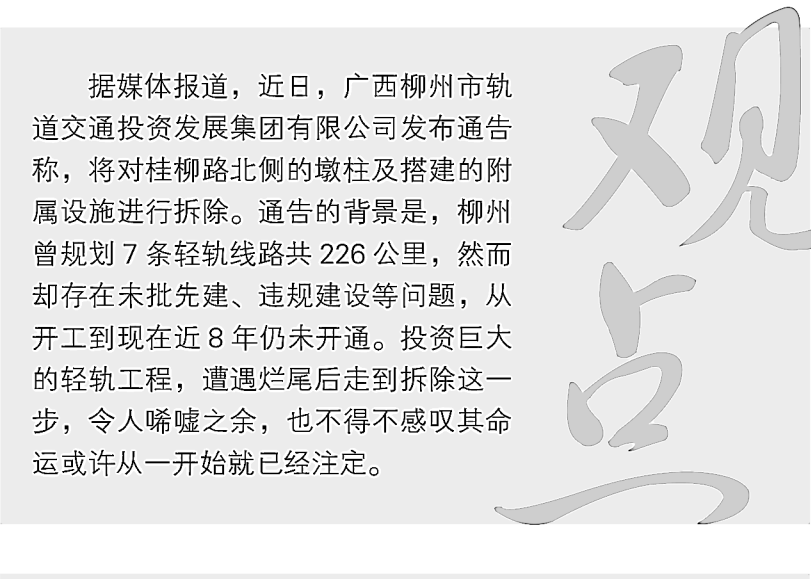 据媒体报道，近日，广西柳州市轨
道交通投资发展集团有限公司发布通告
称，将对桂柳路北侧的墩柱及搭建的附
属设施进行拆除。通告的背景是，柳州
曾规划 7 条轻轨线路共 226 公里，然而
却存在未批先建、违规建设等问题，从
开工到现在近 8 年仍未开通。投资巨大
的轻轨工程，遭遇烂尾后走到拆除这一
步，令人唏嘘之余，也不得不感叹其命
运或许从一开始就已经注定。
观点